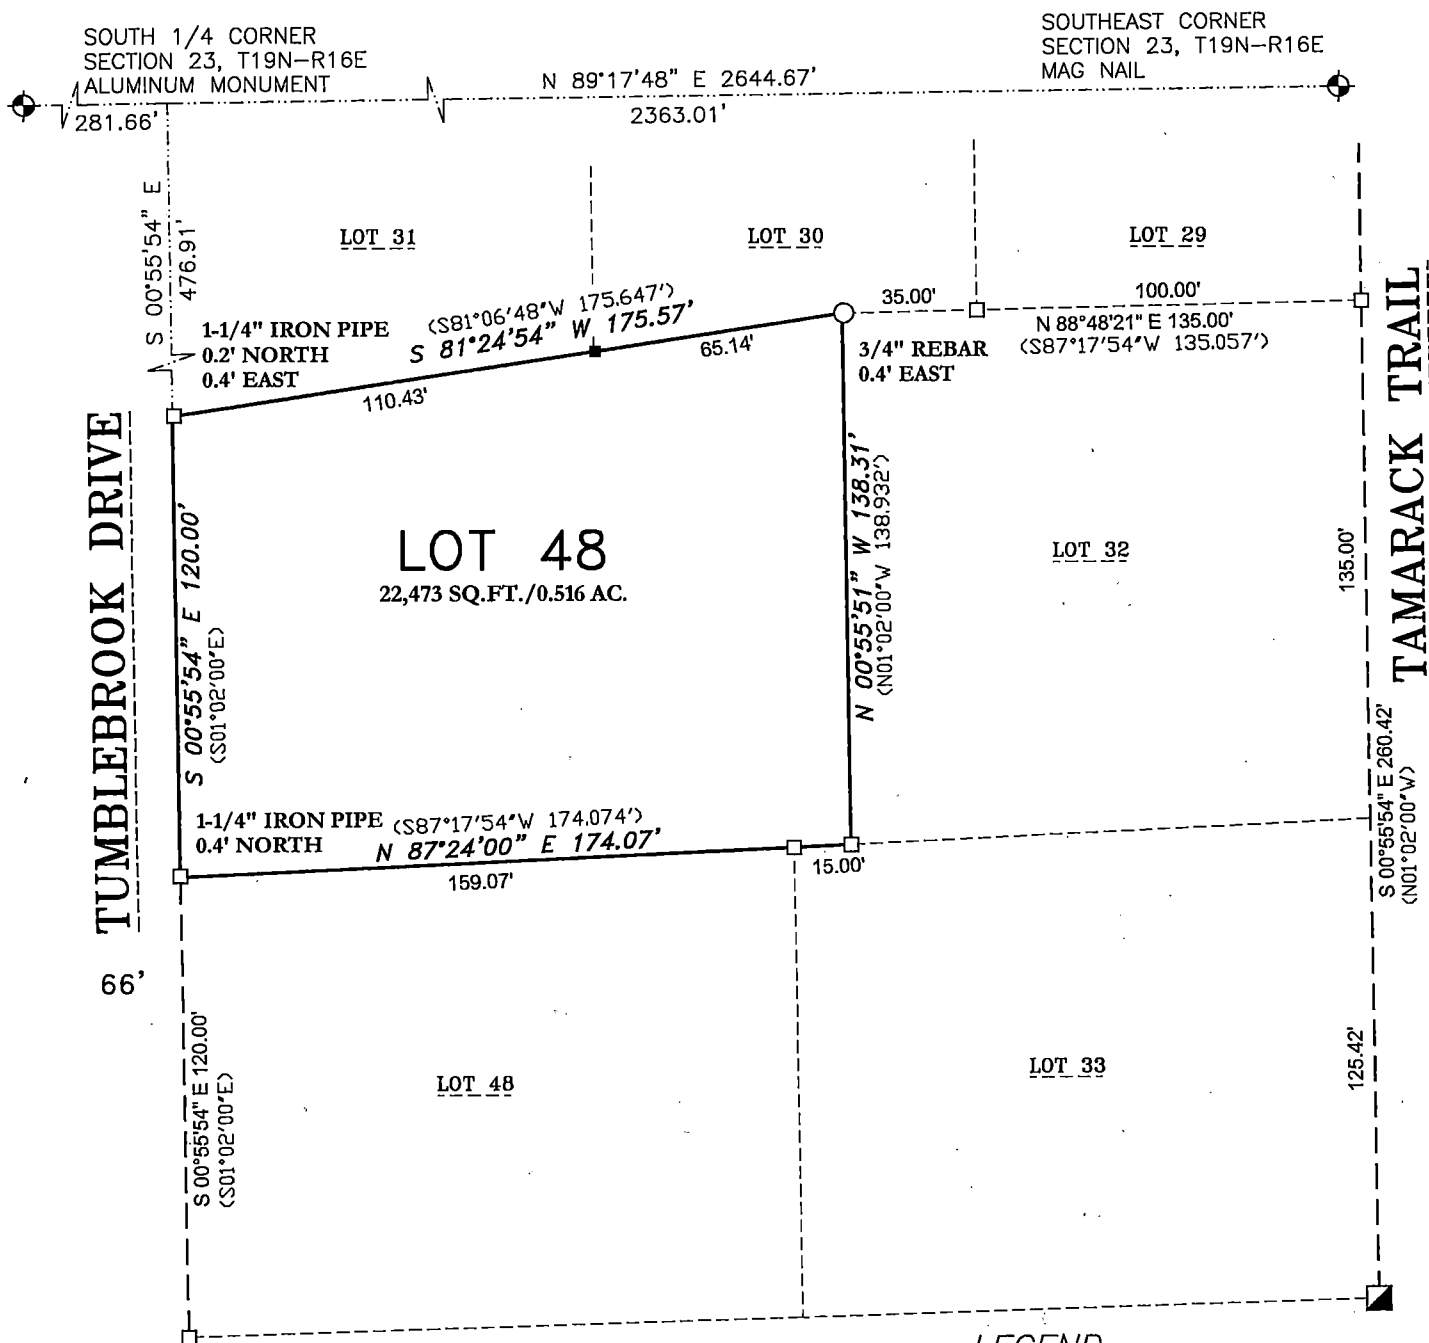 SOUTH 1/4 CORNER
SECTION 23, T19N-R16E
ALUMINUM MONUMENT
SOUTHEAST CORNER
SECTION 23, T19N-R16E
MAG NAIL
N 89°17'48" E 2644.67'
281.66'
2363.01'
S 00°55'54" E
476.91'
LOT 31
LOT 30
LOT 29
1-1/4" IRON PIPE
0.2' NORTH
0.4' EAST
(S81°06'48"W 175.647')
S 81°24'54" W 175.57'
110.43'
65.14'
35.00'
100.00'
N 88°48'21" E 135.00'
(S87°17'54"W 135.057')
3/4" REBAR
0.4' EAST
TUMBLEBROOK DRIVE
66'
TAMARACK TRAIL
S 00°55'54" E 120.00'
(S01°02'00"E)
LOT 48
22,473 SQ.FT./0.516 AC.
N 00°55'51" W 138.31'
(N01°02'00"W 138.932')
LOT 32
135.00'
S 00°55'54" E 260.42'
(N01°02'00"W)
1-1/4" IRON PIPE
0.4' NORTH
(S87°17'54"W 174.074')
N 87°24'00" E 174.07'
159.07'
15.00'
S 00°55'54" E 120.00'
(S01°02'00"E)
LOT 48
LOT 33
125.42'
LEGEND